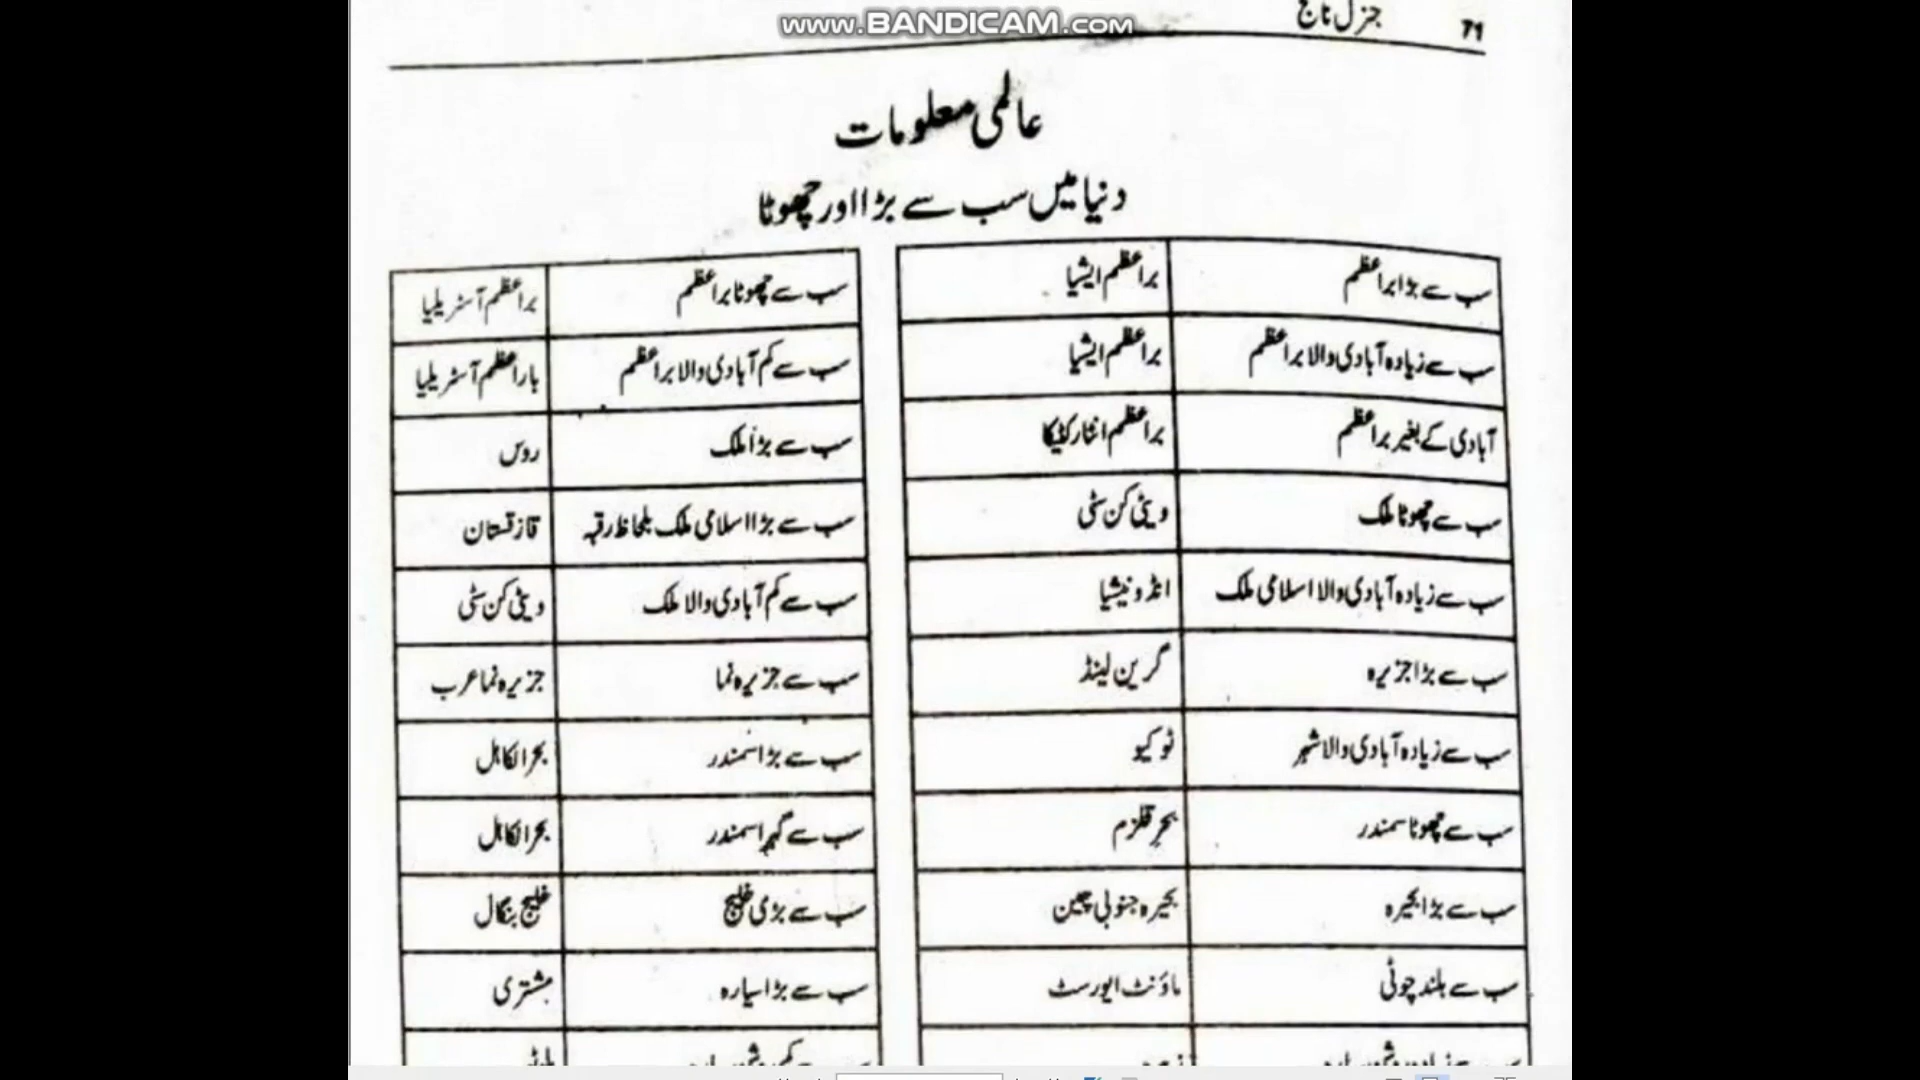 www.BANDICAM.com
71 جنرل نالج
عالمی معلومات
دنیا میں سب سے بڑا اور چھوٹا
سب سے بڑا براعظم براعظم ایشیا سب سے چھوٹا براعظم براعظم آسٹریلیا
سب سے زیادہ آبادی والا براعظم براعظم ایشیا سب سے کم آبادی والا براعظم باراعظم آسٹریلیا
آبادی کے بغیر براعظم براعظم انٹارکٹیکا سب سے بڑا ملک روس
سب سے چھوٹا ملک ویٹی کن سٹی سب سے بڑا اسلامی ملک بلحاظ رقبہ قازقستان
سب سے زیادہ آبادی والا اسلامی ملک انڈونیشیا سب سے کم آبادی والا ملک ویٹی کن سٹی
سب سے بڑا جزیرہ گرین لینڈ سب سے جزیرہ نما جزیرہ نما عرب
سب سے زیادہ آبادی والا شہر ٹوکیو سب سے بڑا سمندر بحرالکاہل
سب سے چھوٹا سمندر بحرِ قلزم سب سے گہرا سمندر بحرالکاہل
سب سے بڑا بحیرہ بحیرہ جنوبی چین سب سے بڑی خلیج خلیج بنگال
سب سے بلند چوٹی ماؤنٹ ایورسٹ سب سے بڑا سیارہ مشتری